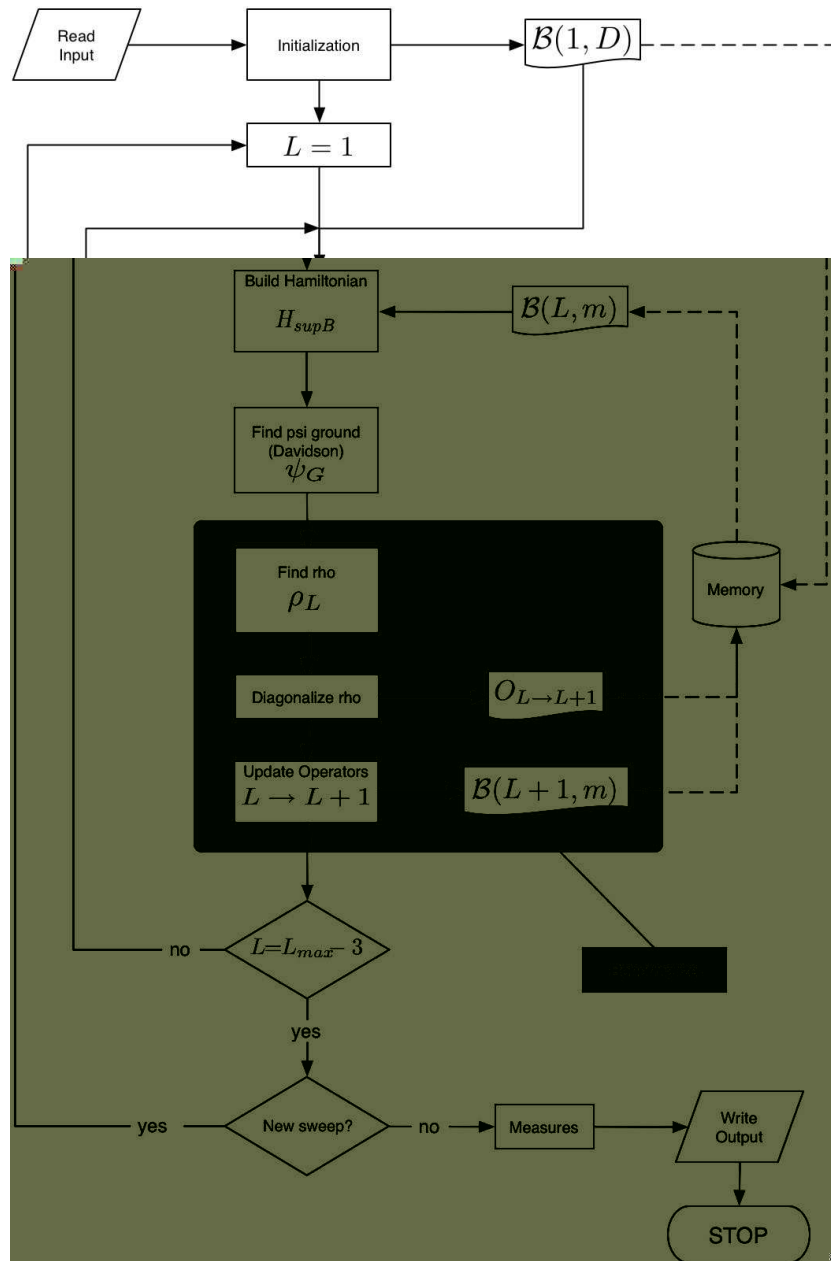 Read
Input
Initialization
$\mathcal{B}(1, D)$
$L = 1$
Build Hamiltonian
$H_{supB}$
$\mathcal{B}(L, m)$
Find psi ground
(Davidson)
$\psi_G$
Find rho
$\rho_L$
Memory
Diagonalize rho
$O_{L \to L+1}$
Update Operators
$L \to L + 1$
$\mathcal{B}(L + 1, m)$
no
$L = L_{max} - 3$
yes
yes
New sweep?
no
Measures
Write
Output
STOP